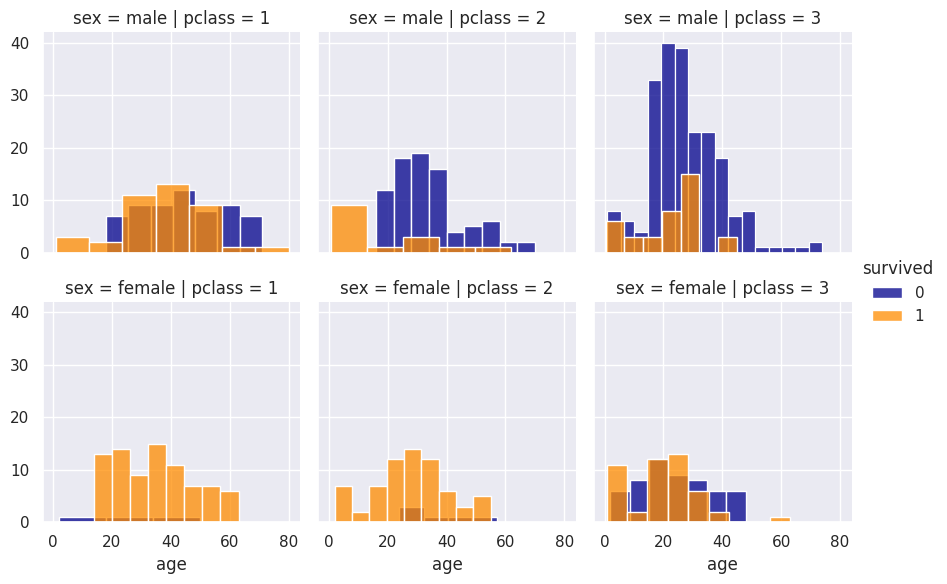 sex = male | pclass = 1
sex = male | pclass = 2
sex = male | pclass = 3
40
30
20
10
0
sex = female | pclass = 1
sex = female | pclass = 2
sex = female | pclass = 3
survived
0
1
40
30
20
10
0
0 20 40 60 80
0 20 40 60 80
0 20 40 60 80
age
age
age